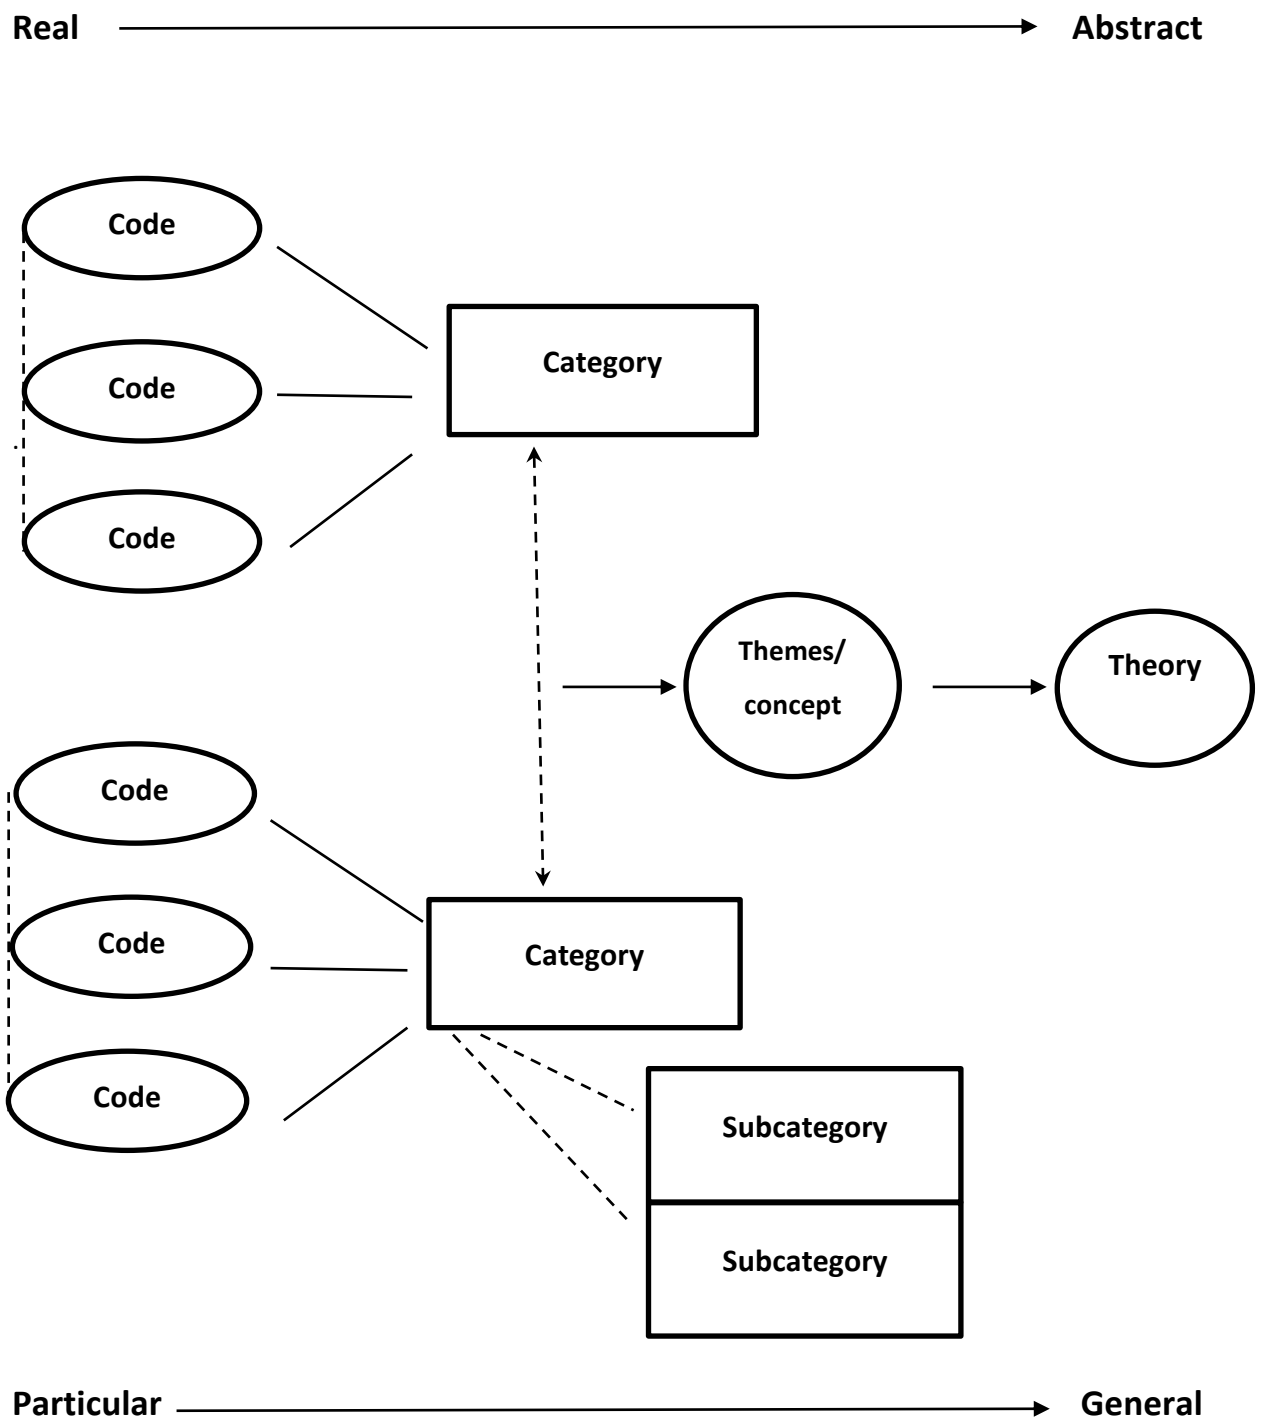 Real
Abstract
Code
Code
Code
Category
Themes/
concept
Theory
Code
Code
Code
Category
Subcategory
Subcategory
Particular
General